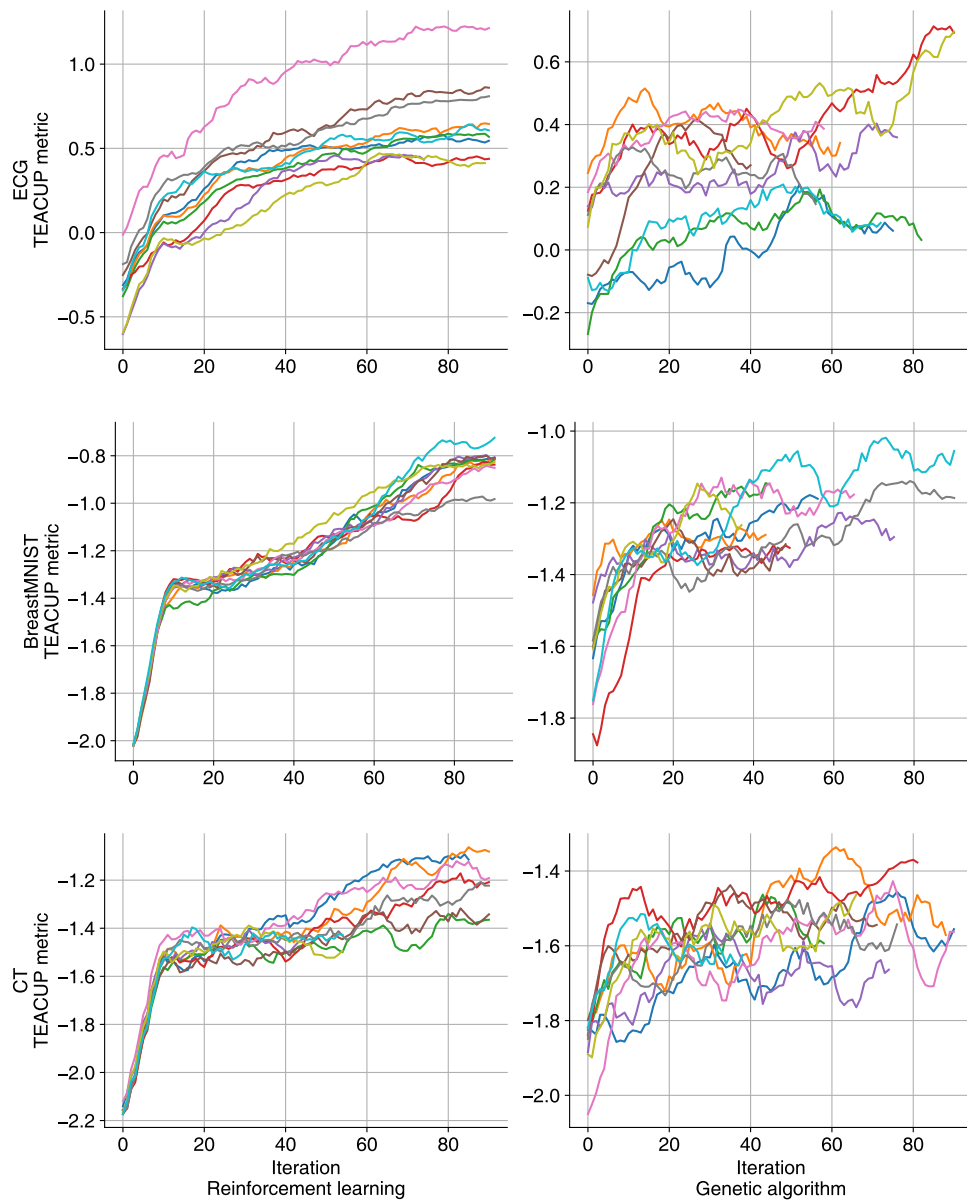 ECG
TEACUP metric
1.0
0.5
0.0
−0.5
0 20 40 60 80
0.6
0.4
0.2
0.0
−0.2
0 20 40 60 80
BreastMNIST
TEACUP metric
−0.8
−1.0
−1.2
−1.4
−1.6
−1.8
−2.0
0 20 40 60 80
−1.0
−1.2
−1.4
−1.6
−1.8
0 20 40 60 80
CT
TEACUP metric
−1.2
−1.4
−1.6
−1.8
−2.0
−2.2
0 20 40 60 80
Iteration
Reinforcement learning
−1.4
−1.6
−1.8
−2.0
0 20 40 60 80
Iteration
Genetic algorithm